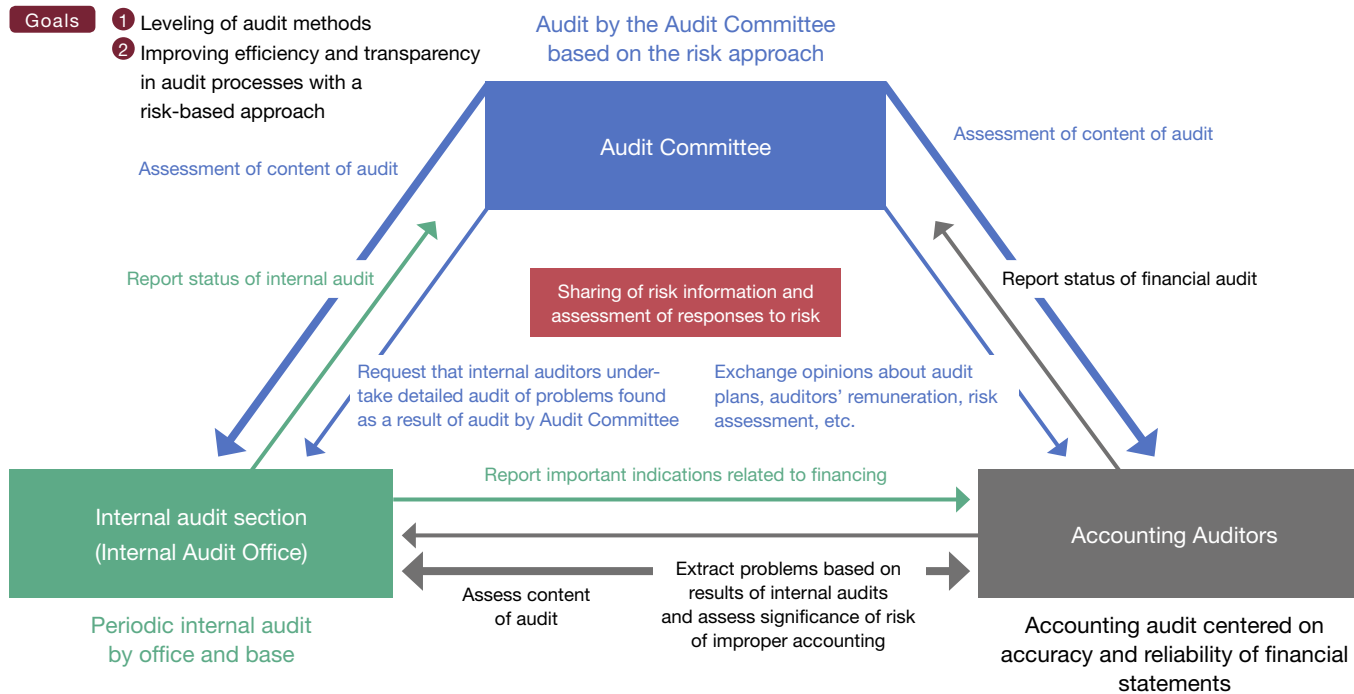 Goals
1 Leveling of audit methods
2 Improving efficiency and transparency
in audit processes with a
risk-based approach
Audit by the Audit Committee
based on the risk approach
Audit Committee
Assessment of content of audit
Assessment of content of audit
Report status of internal audit
Report status of financial audit
Sharing of risk information and
assessment of responses to risk
Request that internal auditors under-
take detailed audit of problems found
as a result of audit by Audit Committee
Exchange opinions about audit
plans, auditors' remuneration, risk
assessment, etc.
Report important indications related to financing
Internal audit section
(Internal Audit Office)
Accounting Auditors
Assess content
of audit
Extract problems based on
results of internal audits
and assess significance of risk
of improper accounting
Periodic internal audit
by office and base
Accounting audit centered on
accuracy and reliability of financial
statements